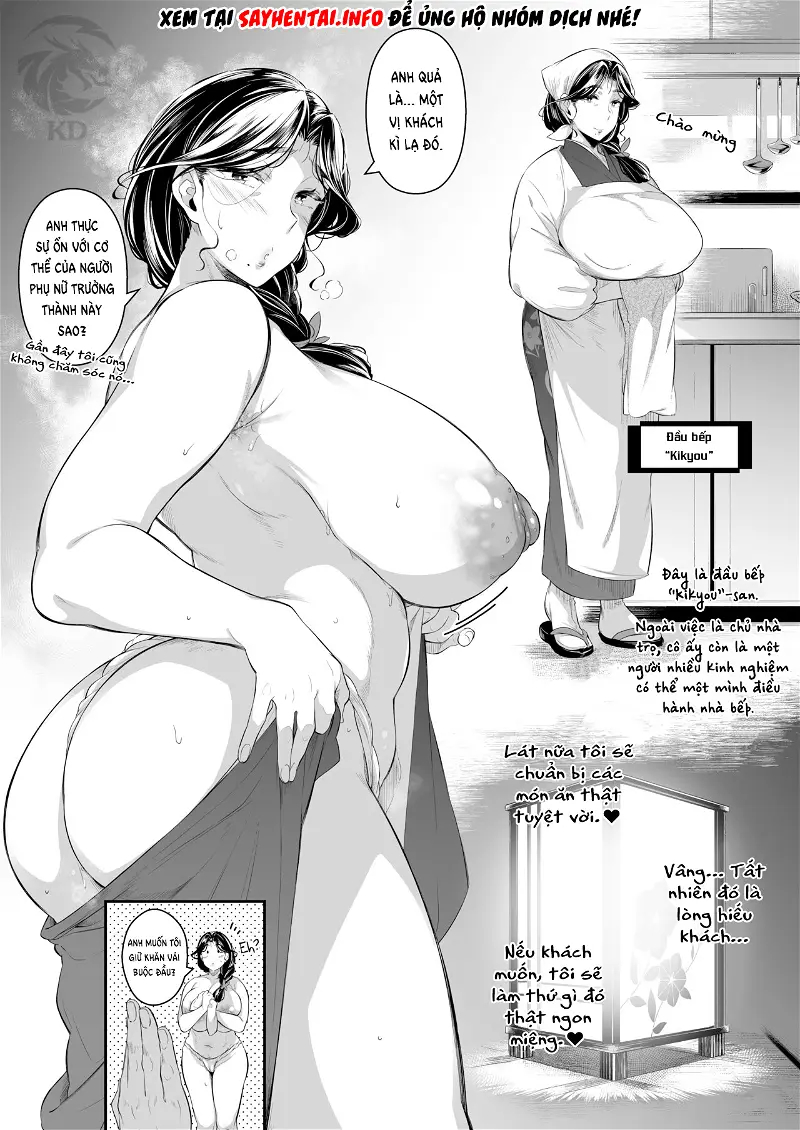 XEM TẠI SAYHENTAI.INFO ĐỂ ỦNG HỘ NHÓM DỊCH NHÉ!
KD
ANH QUẢ
LÀ... MỘT
VỊ KHÁCH
KÌ LẠ ĐÓ.
Chào mừng
ANH THỰC
SỰ ỔN VỚI CƠ
THỂ CỦA NGƯỜI
PHỤ NỮ TRƯỞNG
THÀNH NÀY
SAO?
Gần đây tôi cũng
không chăm sóc nó...
Đầu bếp
"Kikyou"
Đây là đầu bếp
"Kikyou"-san.
Ngoài việc là chủ nhà
trọ, cô ấy còn là một
người nhiều kinh nghiệm
có thể một mình điều
hành nhà bếp.
Lát nữa tôi sẽ
chuẩn bị các
món ăn thật
tuyệt vời.♥
Vâng... Tất
nhiên đó là
lòng hiếu
khách...
Nếu khách
muốn, tôi sẽ
làm thứ gì đó
thật ngon
miệng.♥
ANH MUỐN TÔI
GIỮ KHĂN VẢI
BUỘC ĐẦU?
Eh?